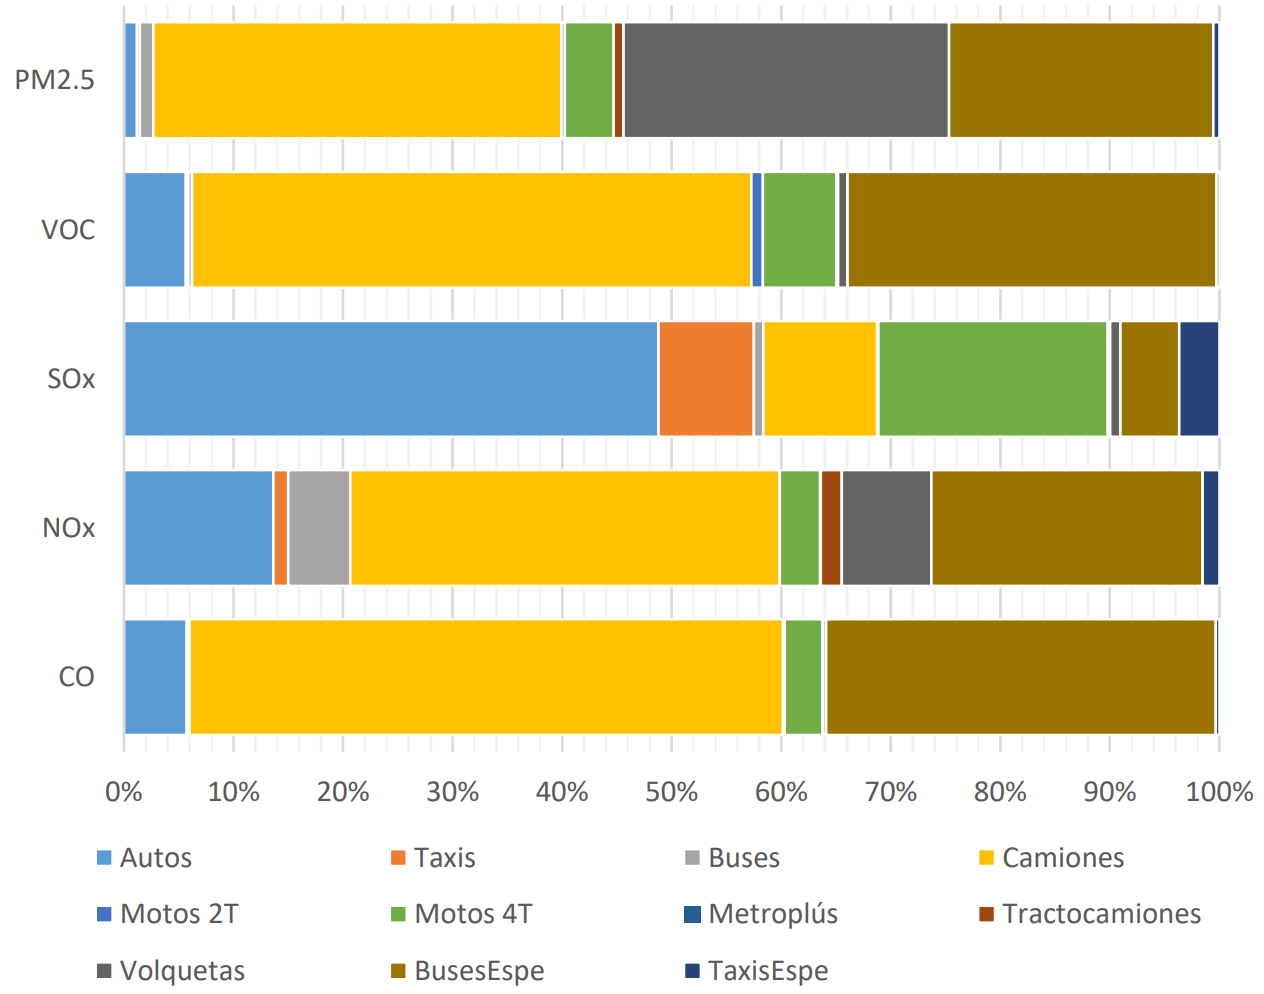 PM2.5
VOC
SOx
NOx
CO
0% 10% 20% 30% 40% 50% 60% 70% 80% 90% 100%
Autos Taxis Buses Camiones
Motos 2T Motos 4T Metroplús Tractocamiones
Volquetas BusesEspe TaxisEspe